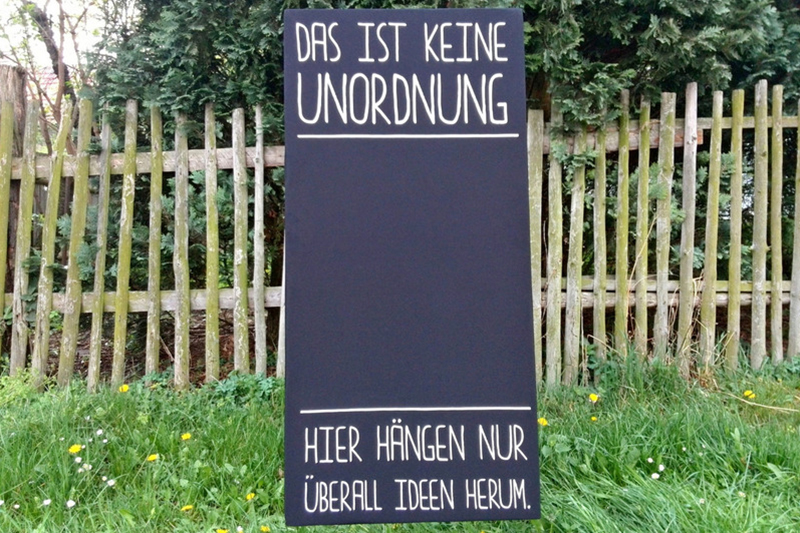 DAS IST KEINE
UNORDNUNG
HIER HÄNGEN NUR
ÜBERALL IDEEN HERUM.